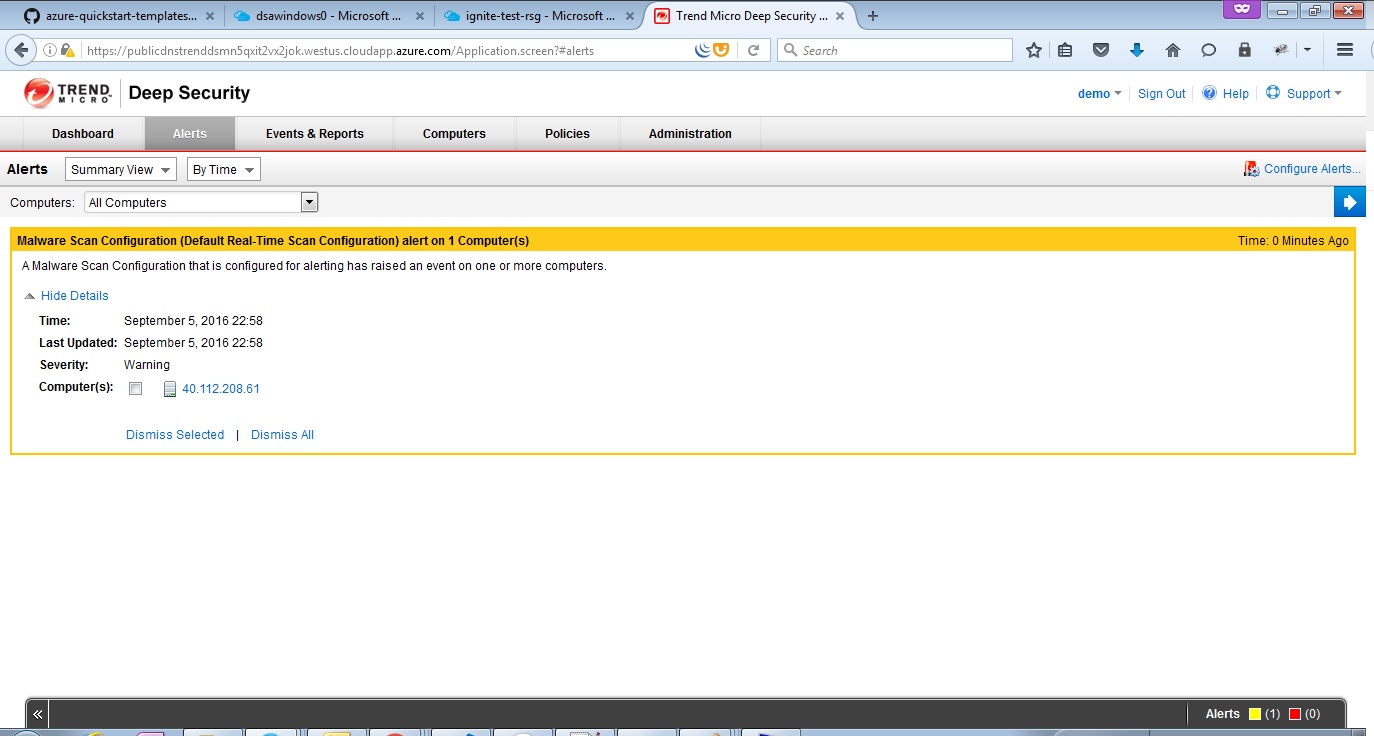 azure-quickstart-templates...
dsawindows0 - Microsoft ...
ignite-test-rsg - Microsoft ...
Trend Micro Deep Security ...
https://publicdnstrenddsmn5qxit2vx2jok.westus.cloudapp.azure.com/Application.screen?#alerts
Search
TREND MICRO
Deep Security
demo
Sign Out
Help
Support
Dashboard
Alerts
Events & Reports
Computers
Policies
Administration
Alerts
Summary View
By Time
Configure Alerts...
Computers: All Computers
Malware Scan Configuration (Default Real-Time Scan Configuration) alert on 1 Computer(s)
Time: 0 Minutes Ago
A Malware Scan Configuration that is configured for alerting has raised an event on one or more computers.
Hide Details
Time: September 5, 2016 22:58
Last Updated: September 5, 2016 22:58
Severity: Warning
Computer(s): 40.112.208.61
Dismiss Selected | Dismiss All
Alerts (1) (0)